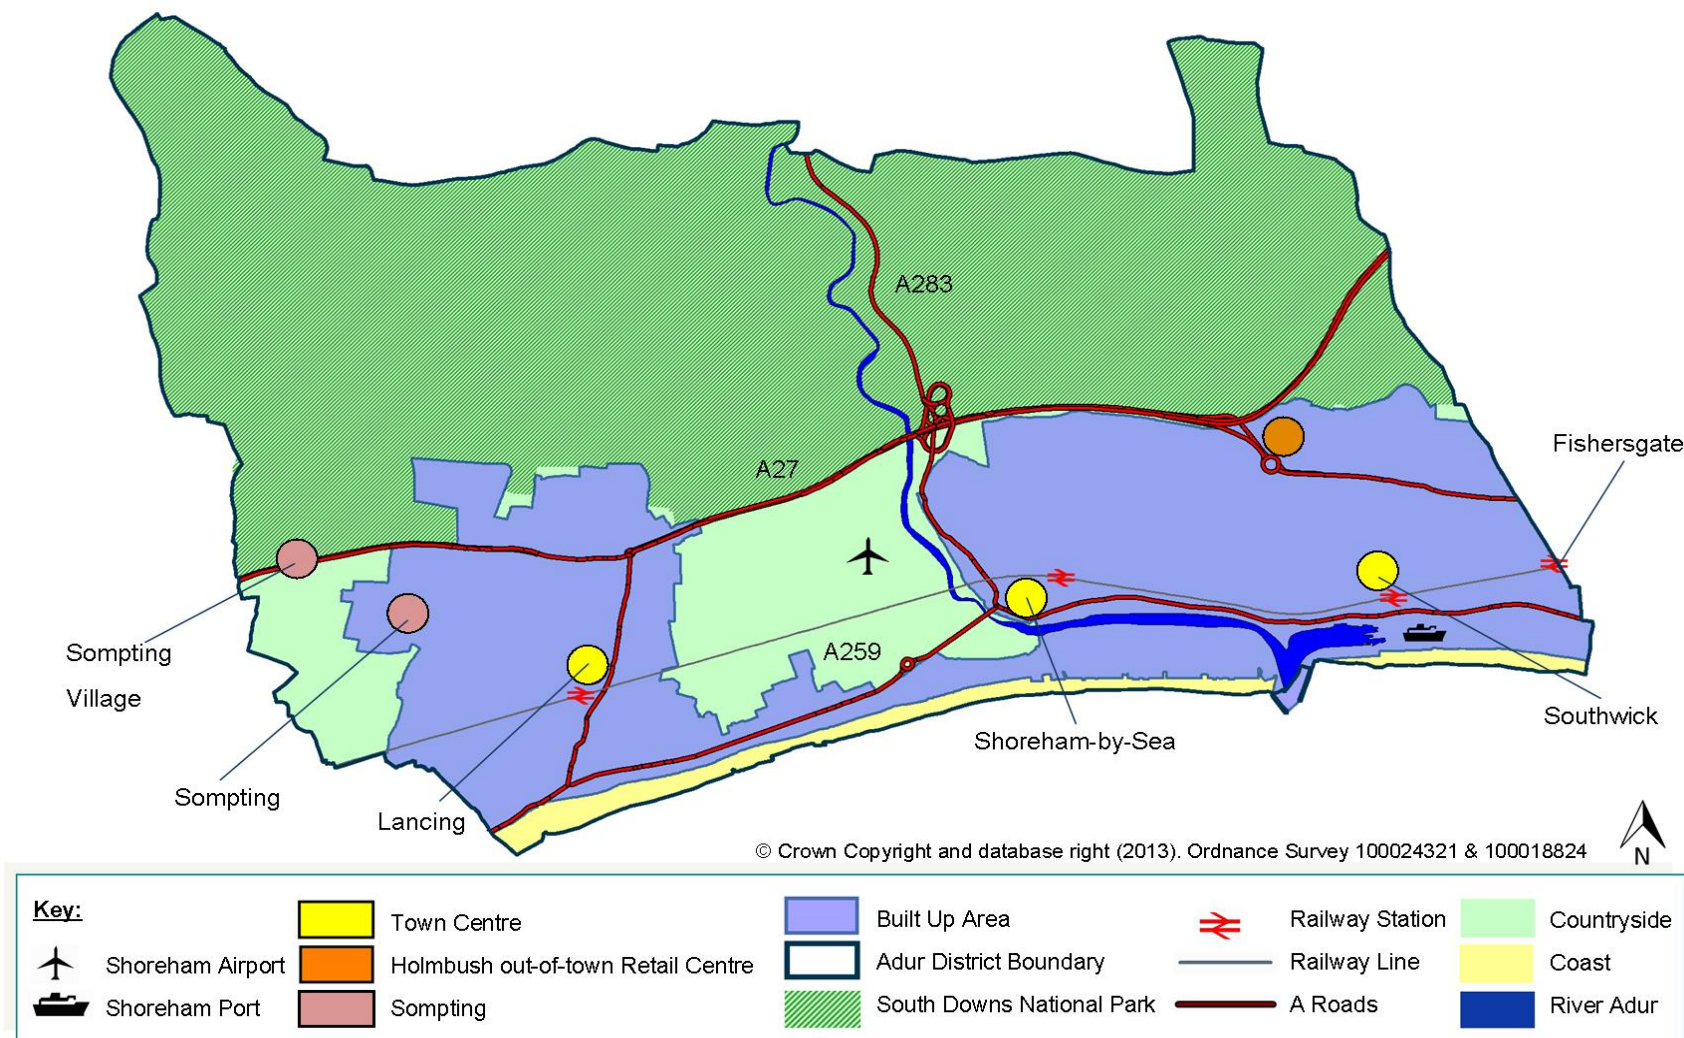 A283
Fishersgate
A27
Sompting
Village
A259
Southwick
Shoreham-by-Sea
Sompting
Lancing
© Crown Copyright and database right (2013). Ordnance Survey 100024321 & 100018824
N
Key:
Shoreham Airport
Shoreham Port
Town Centre
Holmbush out-of-town Retail Centre
Sompting
Built Up Area
Adur District Boundary
South Downs National Park
Railway Station
Railway Line
A Roads
Countryside
Coast
River Adur